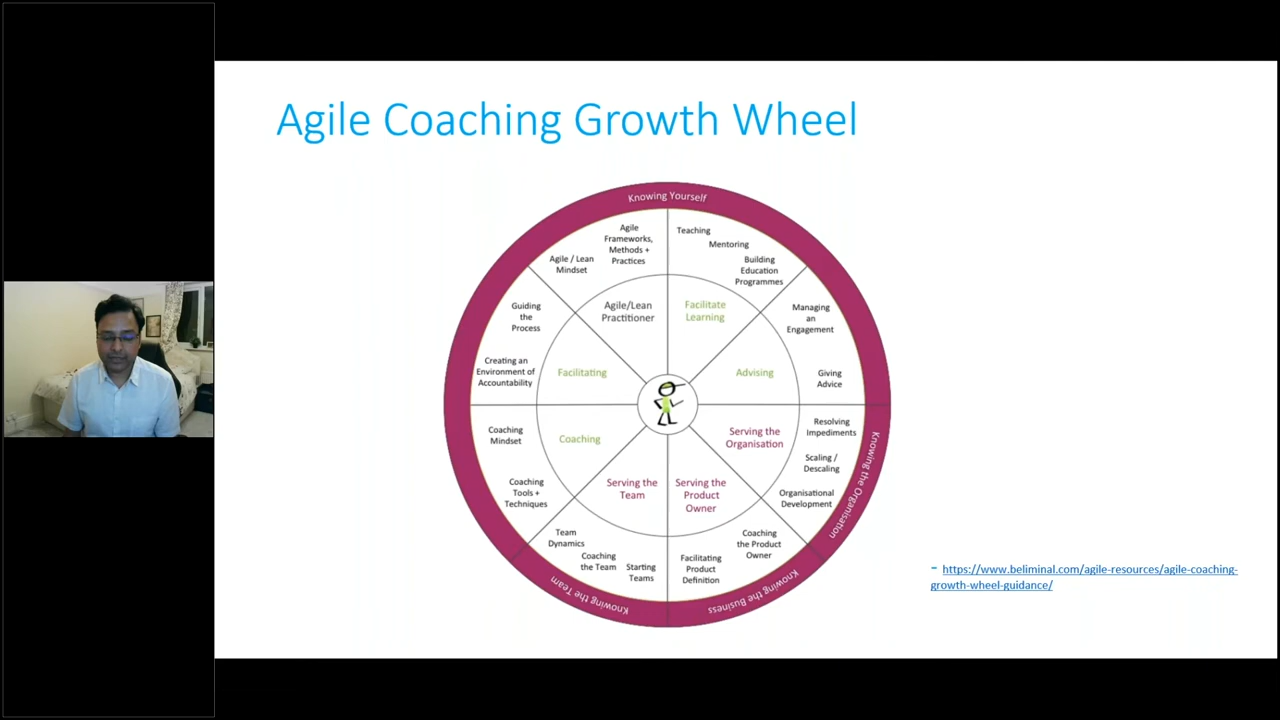 Agile Coaching Growth Wheel
Knowing Yourself
Agile
Frameworks,
Methods +
Practices
Agile / Lean
Mindset
Teaching
Mentoring
Building
Education
Programmes
Agile/Lean
Practitioner
Facilitate
Learning
Guiding
the
Process
Managing
an
Engagement
Creating an
Environment of
Accountability
Facilitating
Advising
Giving
Advice
Coaching
Mindset
Coaching
Serving the
Organisation
Resolving
Impediments
Scaling /
Descaling
Organisational
Development
Knowing the Organisation
Coaching
Tools +
Techniques
Serving the
Team
Serving the
Product
Owner
Team
Dynamics
Coaching
the Team
Starting
Teams
Facilitating
Product
Definition
Coaching
the Product
Owner
Knowing the Team
Knowing the Business
- https://www.beliminal.com/agile-resources/agile-coaching-
growth-wheel-guidance/